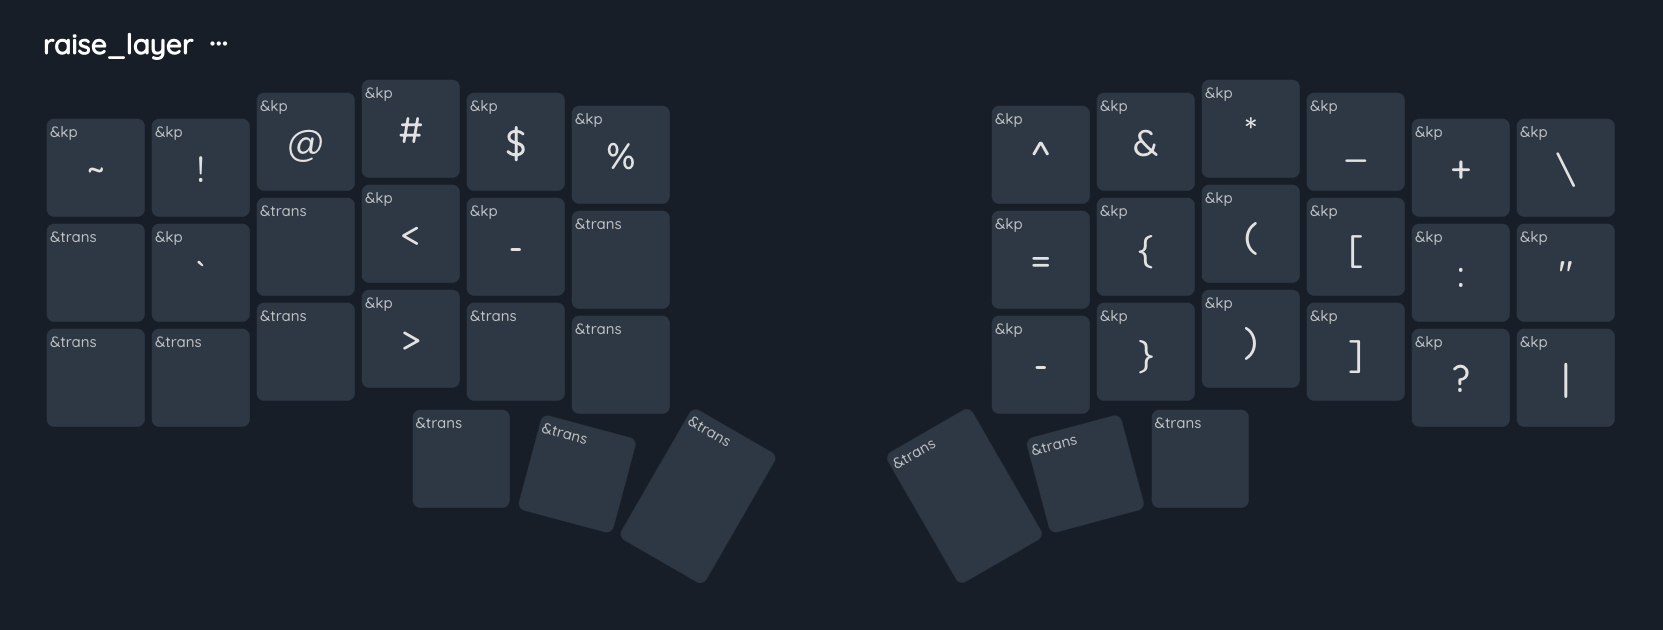 raise_layer ...
&kp &kp &kp &kp &kp &kp &kp &kp &kp &kp &kp &kp
~ ! @ # $ % ^ & * _ + \
&trans &kp &trans &kp &kp &trans &kp &kp &kp &kp &kp &kp
` < - = { ( [ : "
&trans &trans &trans &kp &trans &trans &kp &kp &kp &kp &kp &kp
> - } ) ] ? |
&trans &trans &trans &trans &trans &trans